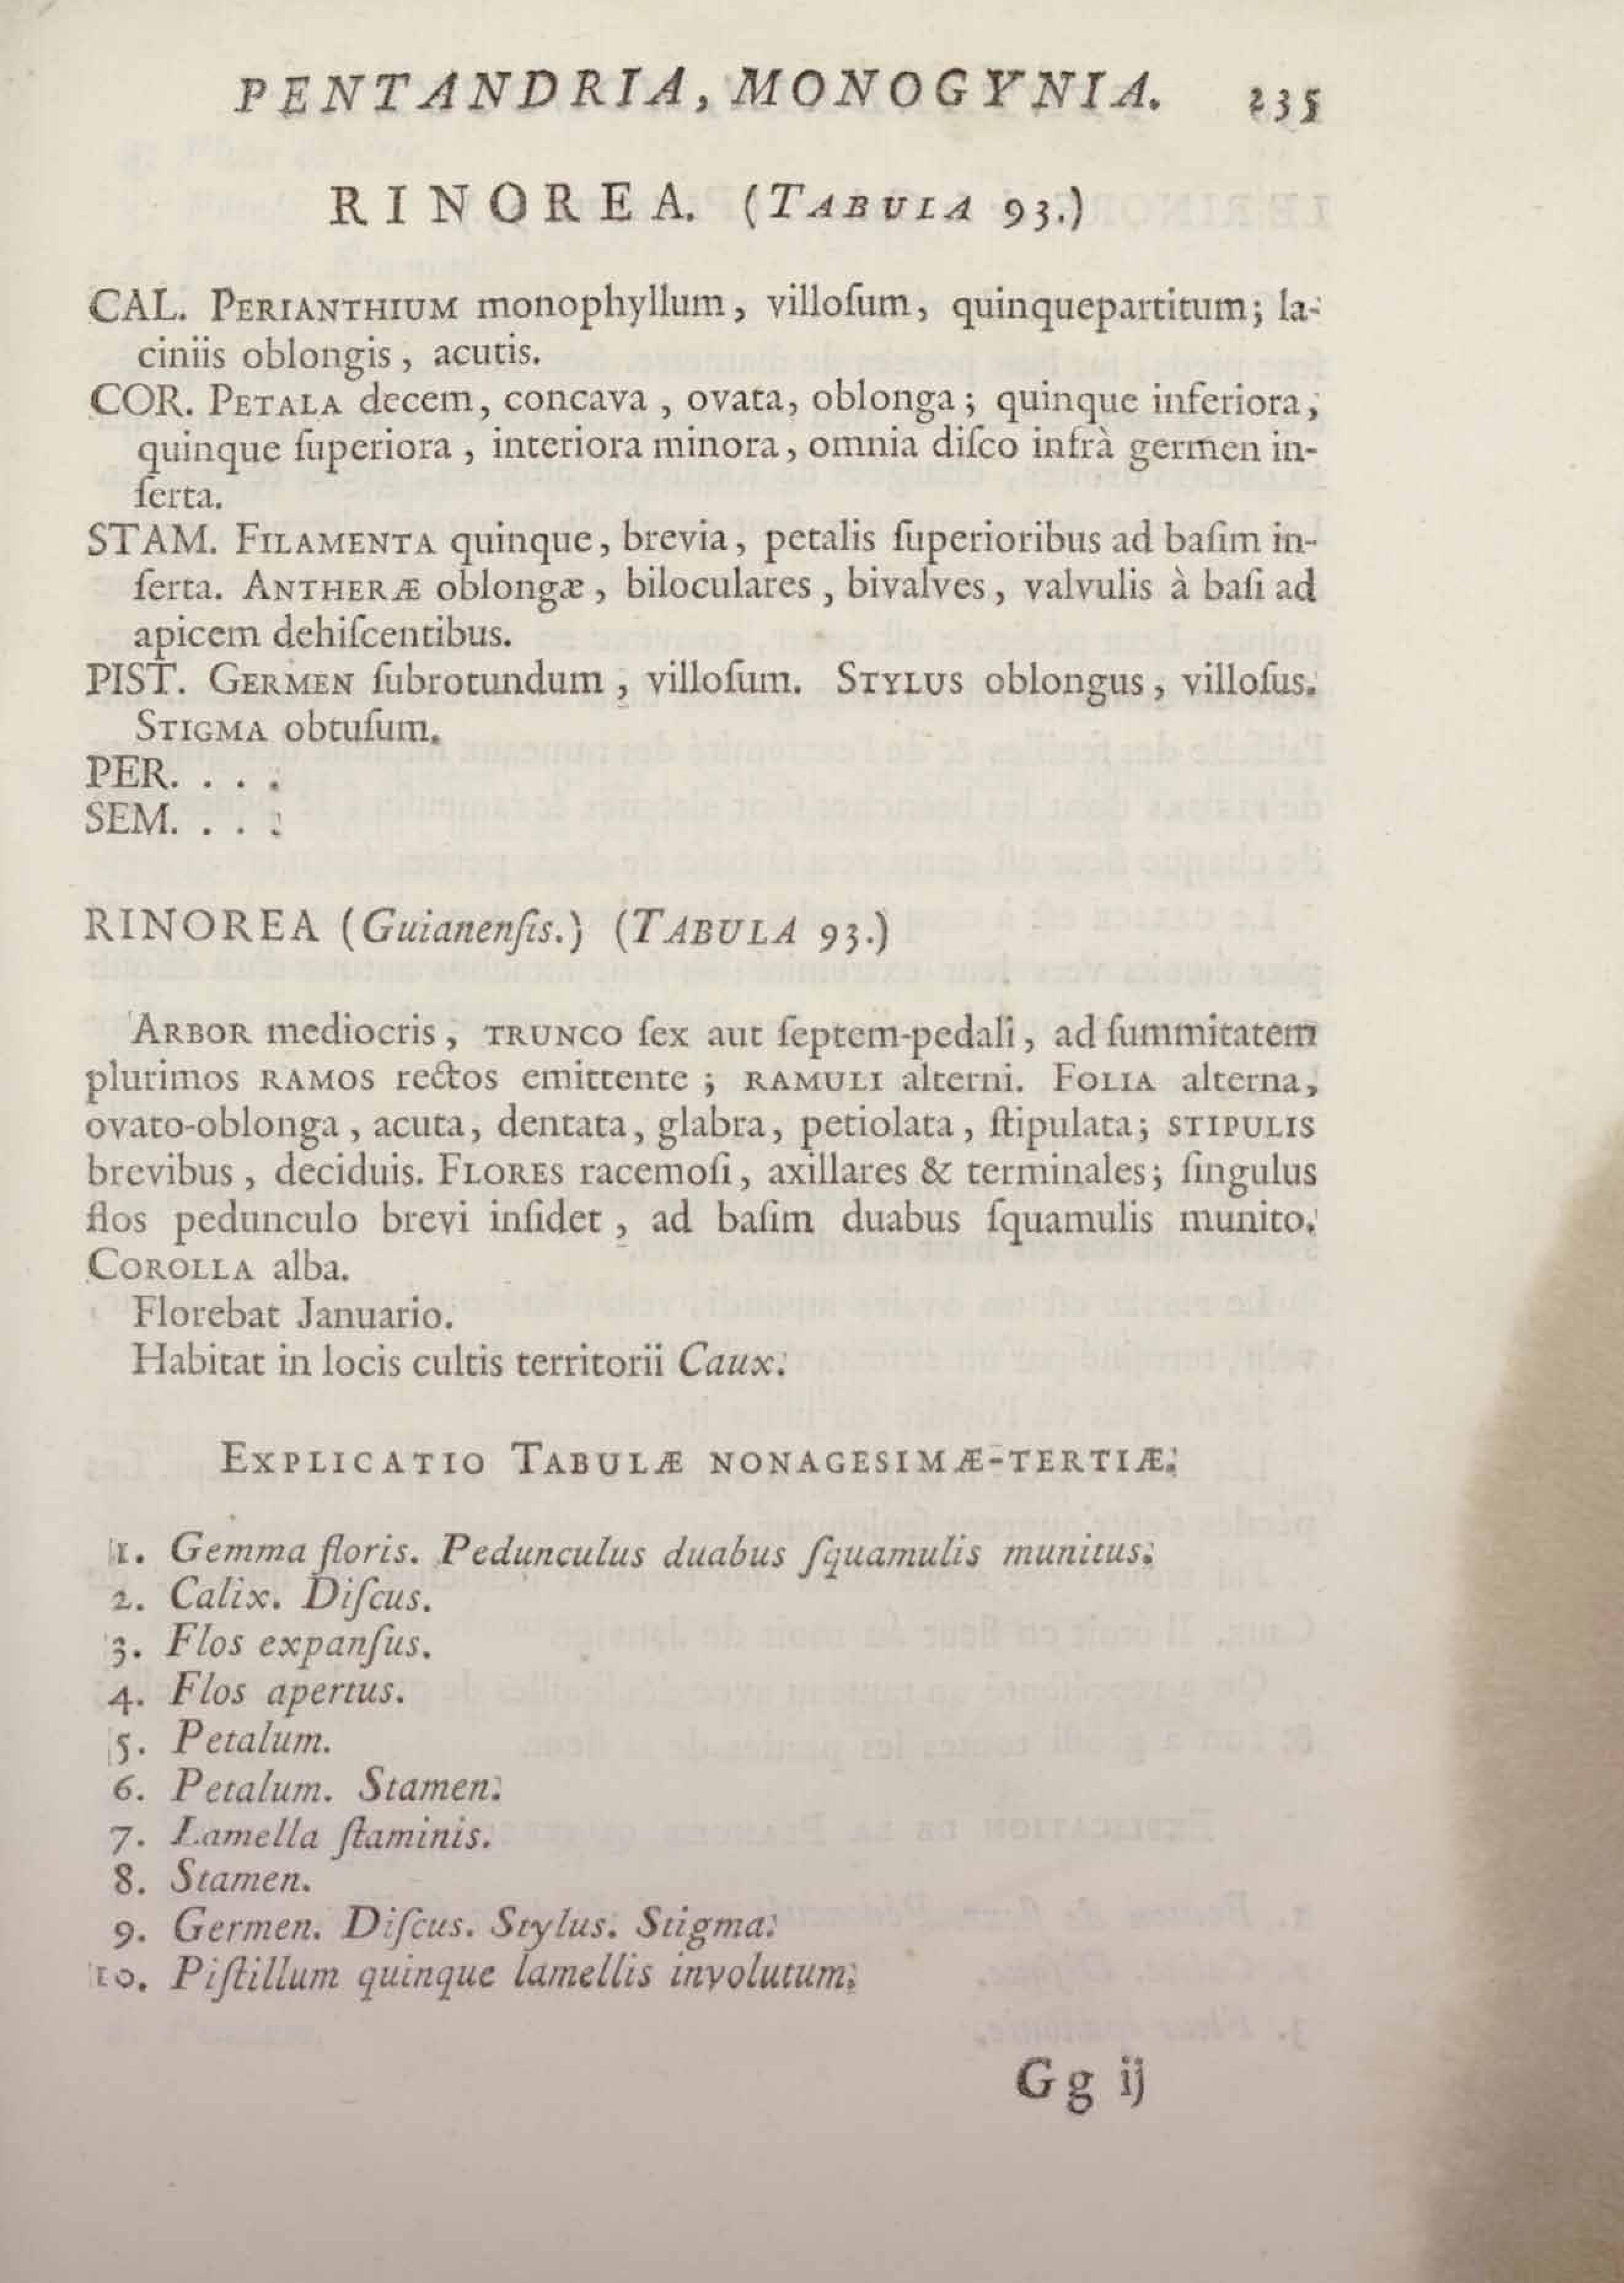 PENTANDRIA, MONOGYNIA. 235
RINOREA. (TABULA 93.)
CAL. PERIANTHIUM monophyllum, villoſum, quinquepartitum; la-
ciniis oblongis, acutis.
COR. PETALA decem, concava, ovata, oblonga; quinque inferiora,
quinque ſuperiora, interiora minora, omnia diſco infrà germen in-
ſerta.
STAM. FILAMENTA quinque, brevia, petalis ſuperioribus ad baſim in-
ſerta. ANTHERÆ oblongæ, biloculares, bivalves, valvulis à baſi ad
apicem dehiſcentibus.
PIST. GERMEN ſubrotundum, villoſum. STYLUS oblongus, villoſus.
STIGMA obtuſum.
PER. . . .
SEM. . . .
RINOREA (Guianenſis.) (TABULA 93.)
ARBOR mediocris, TRUNCO ſex aut ſeptem-pedali, ad ſummitatem
plurimos RAMOS rectos emittente; RAMULI alterni. FOLIA alterna,
ovato-oblonga, acuta, dentata, glabra, petiolata, ſtipulata; STIPULIS
brevibus, deciduis. FLORES racemoſi, axillares & terminales; ſingulus
flos pedunculo brevi inſidet, ad baſim duabus ſquamulis munito.
COROLLA alba.
Florebat Januario.
Habitat in locis cultis territorii Caux.
EXPLICATIO TABULÆ NONAGESIMÆ-TERTIÆ.
1. Gemma floris. Pedunculus duabus ſquamulis munitus.
2. Calix. Diſcus.
3. Flos expanſus.
4. Flos apertus.
5. Petalum.
6. Petalum. Stamen.
7. Lamella ſtaminis.
8. Stamen.
9. Germen. Diſcus. Stylus. Stigma.
10. Piſtillum quinque lamellis involutum.
Gg ij